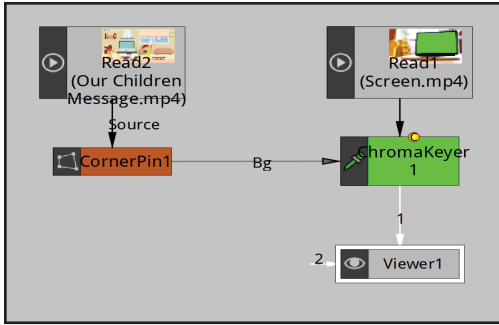 Read2
(Our Children
Message.mp4)
Read1
(Screen.mp4)
Source
CornerPin1
Bg
ChromaKeyer
1
1
2
Viewer1